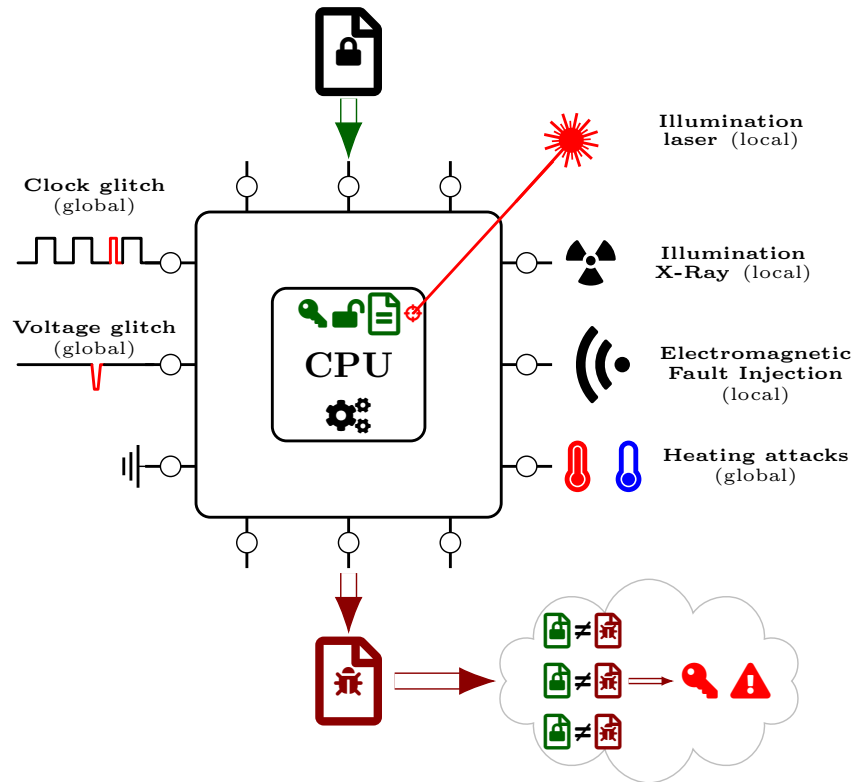 Illumination
laser (local)
Clock glitch
(global)
Illumination
X-Ray (local)
Voltage glitch
(global)
CPU
Electromagnetic
Fault Injection
(local)
Heating attacks
(global)
≠
≠
≠